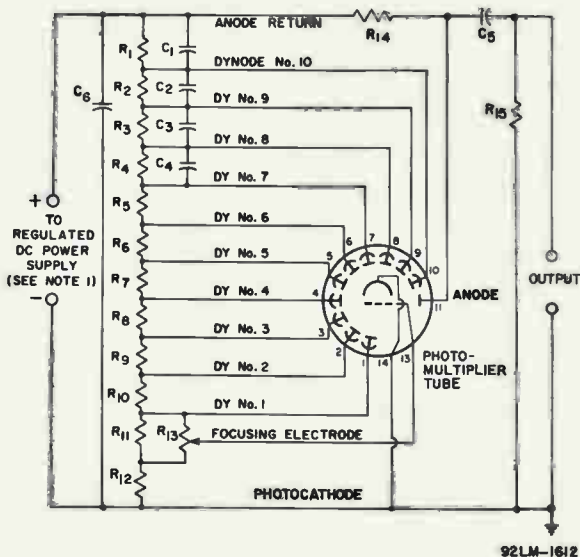 ANODE RETURN
R14
C5
R1
C1
DYNODE No. 10
R2
C2
DY No. 9
C6
R3
C3
DY No. 8
R15
R4
C4
DY No. 7
+
R5
TO
REGULATED
DC POWER
SUPPLY
(SEE NOTE 1)
−
DY No. 6
R6
DY No. 5
R7
DY No. 4
R8
DY No. 3
R9
DY No. 2
R10
DY No. 1
R11
R13
FOCUSING ELECTRODE
R12
PHOTOCATHODE
5
6
7
8
9
10
4
11
3
2
1
14
13
ANODE
PHOTO-
MULTIPLIER
TUBE
OUTPUT
92LM-1612